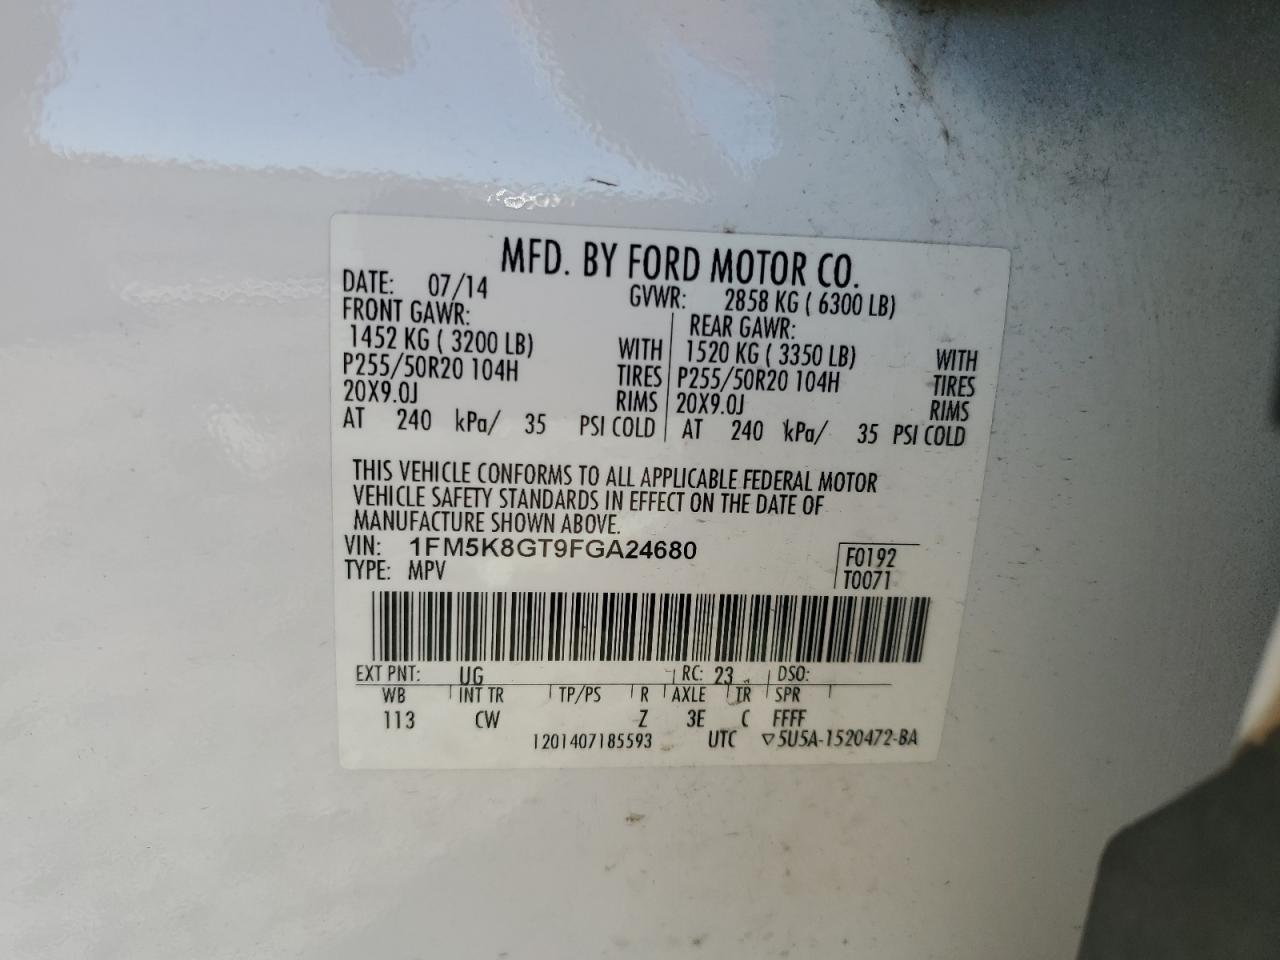 MFD. BY FORD MOTOR CO.
DATE: 07/14 GVWR: 2858 KG ( 6300 LB)
FRONT GAWR: REAR GAWR:
1452 KG ( 3200 LB) WITH 1520 KG ( 3350 LB) WITH
P255/50R20 104H TIRES P255/50R20 104H TIRES
20X9.0J RIMS 20X9.0J RIMS
AT 240 kPa/ 35 PSI COLD AT 240 kPa/ 35 PSI COLD
THIS VEHICLE CONFORMS TO ALL APPLICABLE FEDERAL MOTOR
VEHICLE SAFETY STANDARDS IN EFFECT ON THE DATE OF
MANUFACTURE SHOWN ABOVE.
VIN: 1FM5K8GT9FGA24680 F0192
TYPE: MPV T0071
EXT PNT: UG RC: 23 DSO:
WB INT TR TP/PS R AXLE TR SPR
113 CW Z 3E C FFFF
1201407185593 UTC ▽5U5A-1520472-BA